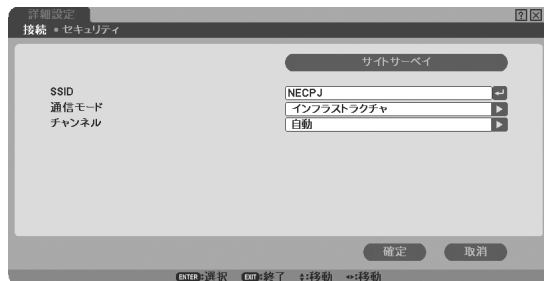 詳細設定
接続 • セキュリティ
サイトサーベイ
SSID NECPJ
通信モード インフラストラクチャ
チャンネル 自動
確定 取消
ENTER:選択 EXIT:終了 :移動 :移動